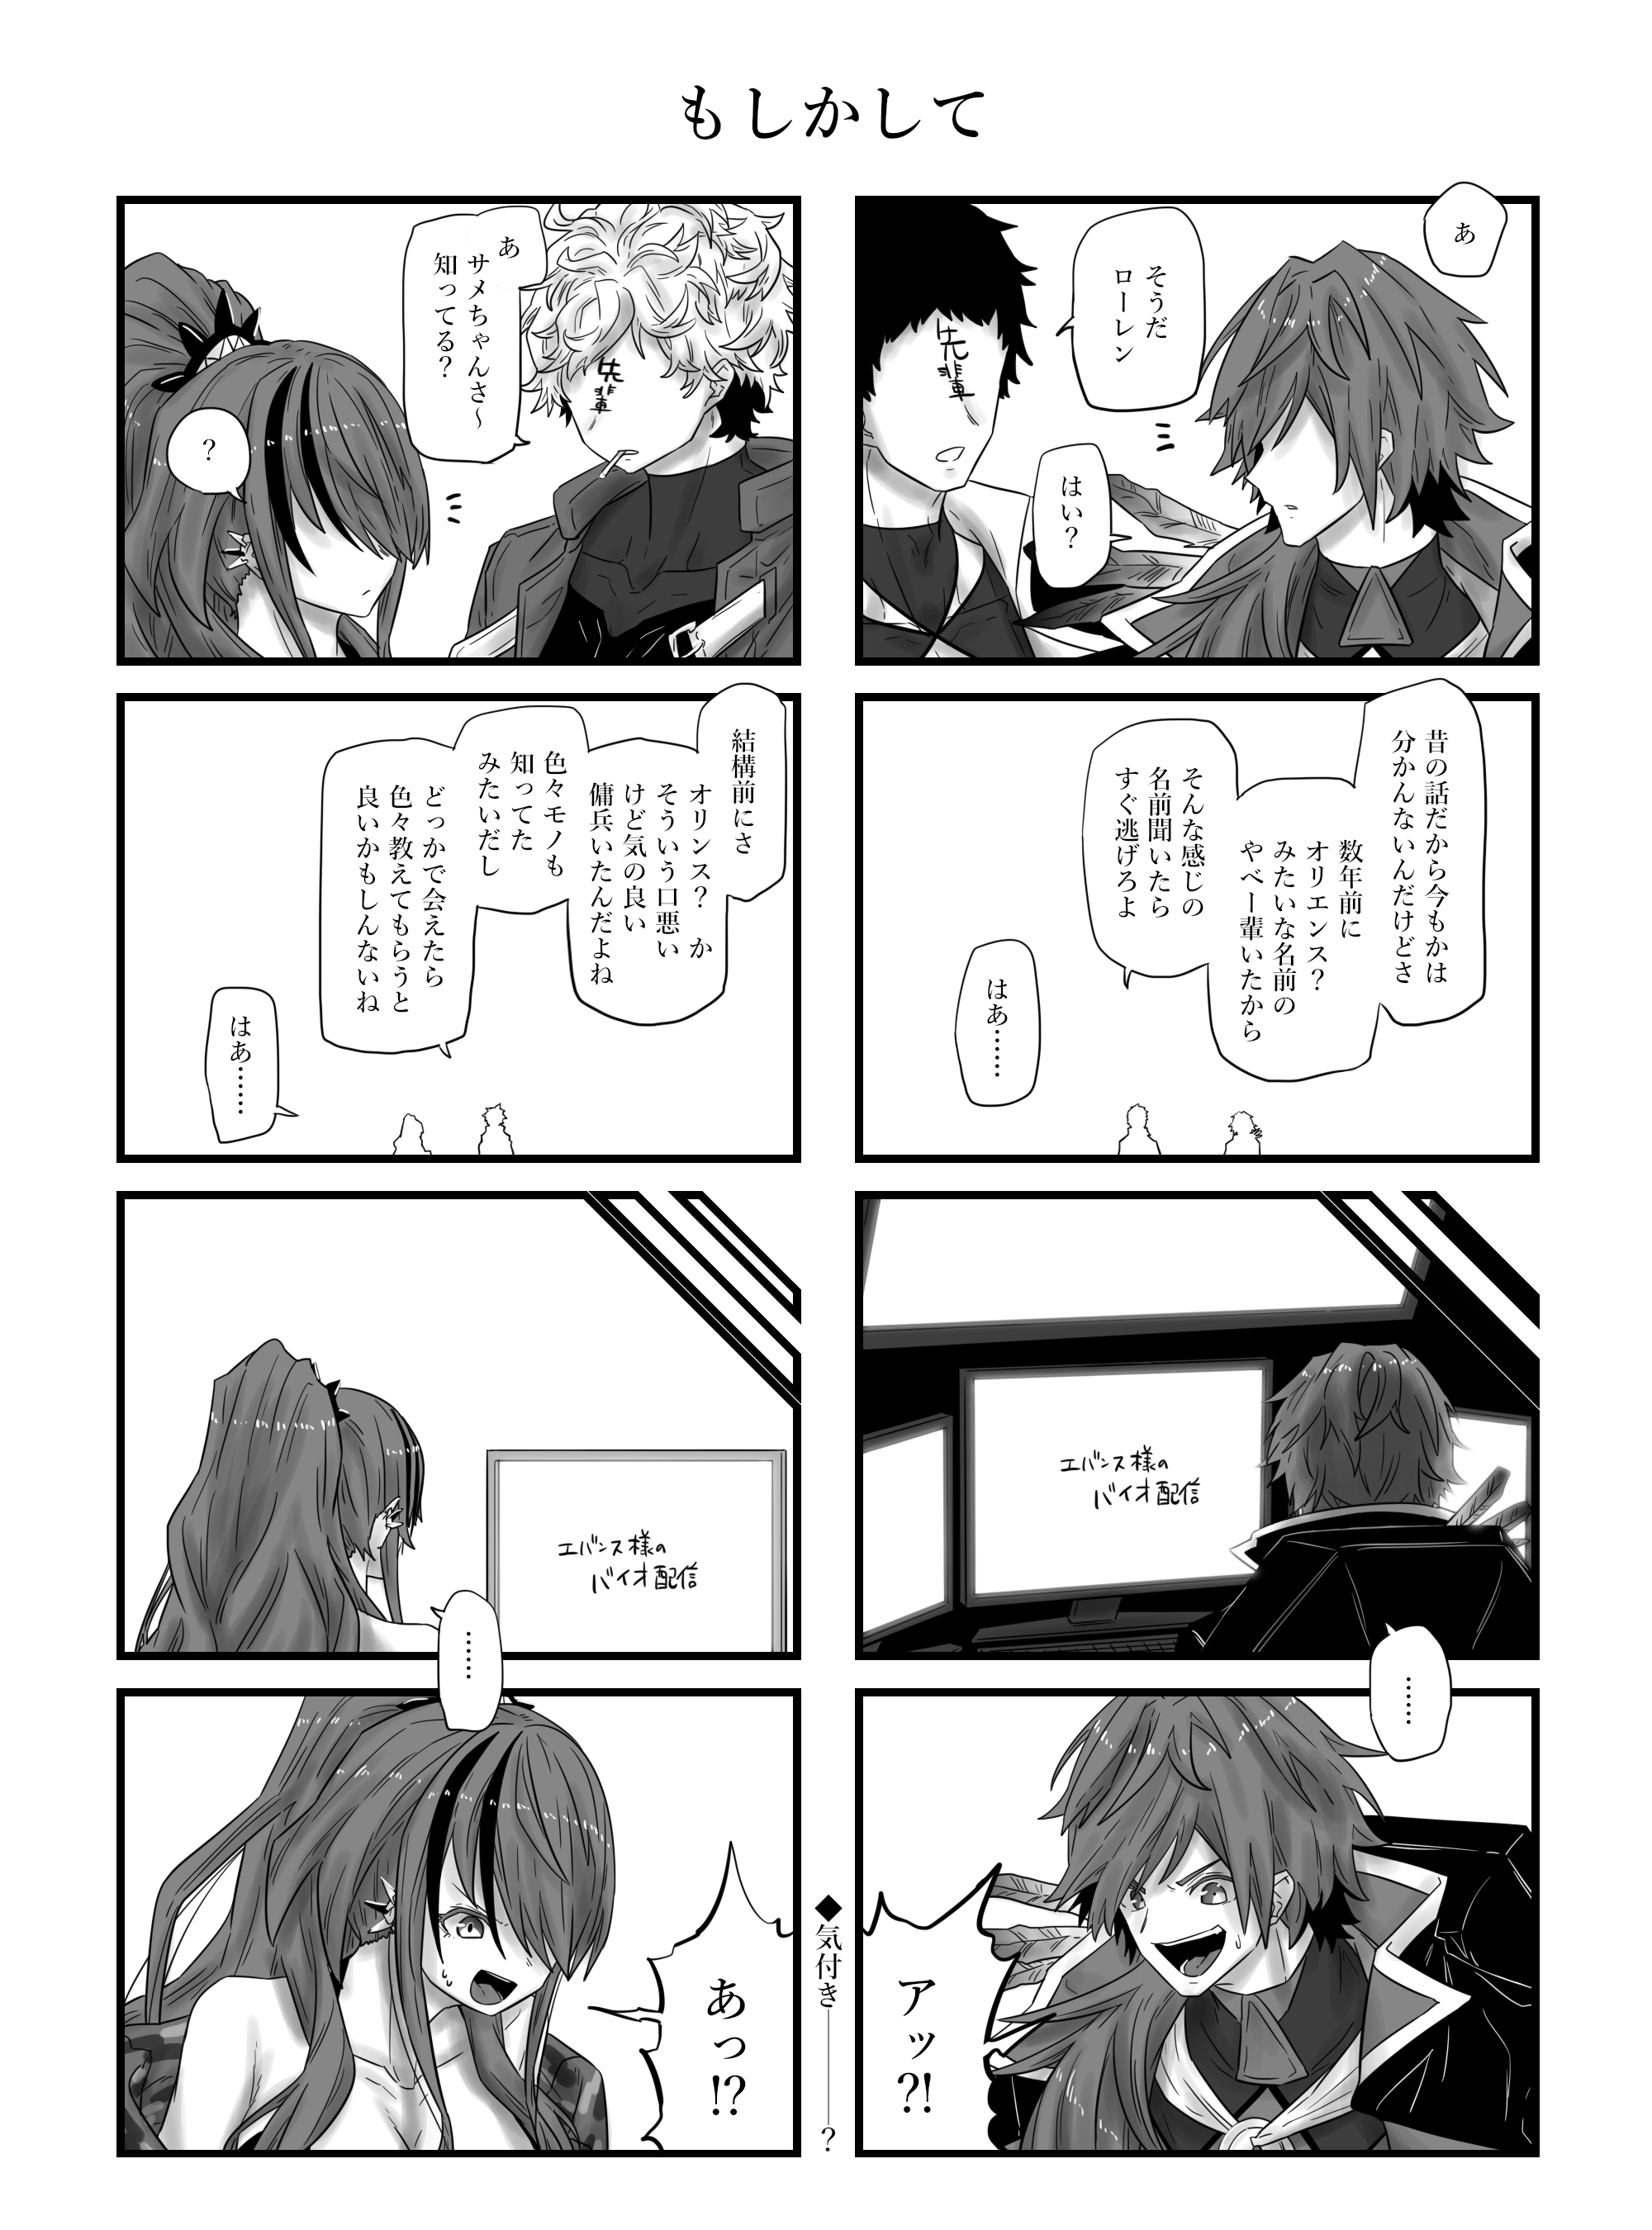 もしかして
あ
そうだ
ローレン
はい?
先輩
昔の話だから今もかは
分かんないんだけどさ
数年前に
オリエンス?
みたいな名前の
やべー輩いたから
そんな感じの
名前聞いたら
すぐ逃げろよ
はあ……
エバンス様の
バイオ配信
……
アッ?!
あ
サメちゃんさ~
知ってる?
先輩
?
結構前にさ
オリンス? か
そういう口悪い
けど気の良い
傭兵いたんだよね
色々モノも
知ってた
みたいだし
どっかで会えたら
色々教えてもらうと
良いかもしんないね
はあ……
エバンス様の
バイオ配信
……
あっ!?
◆気付き――――?